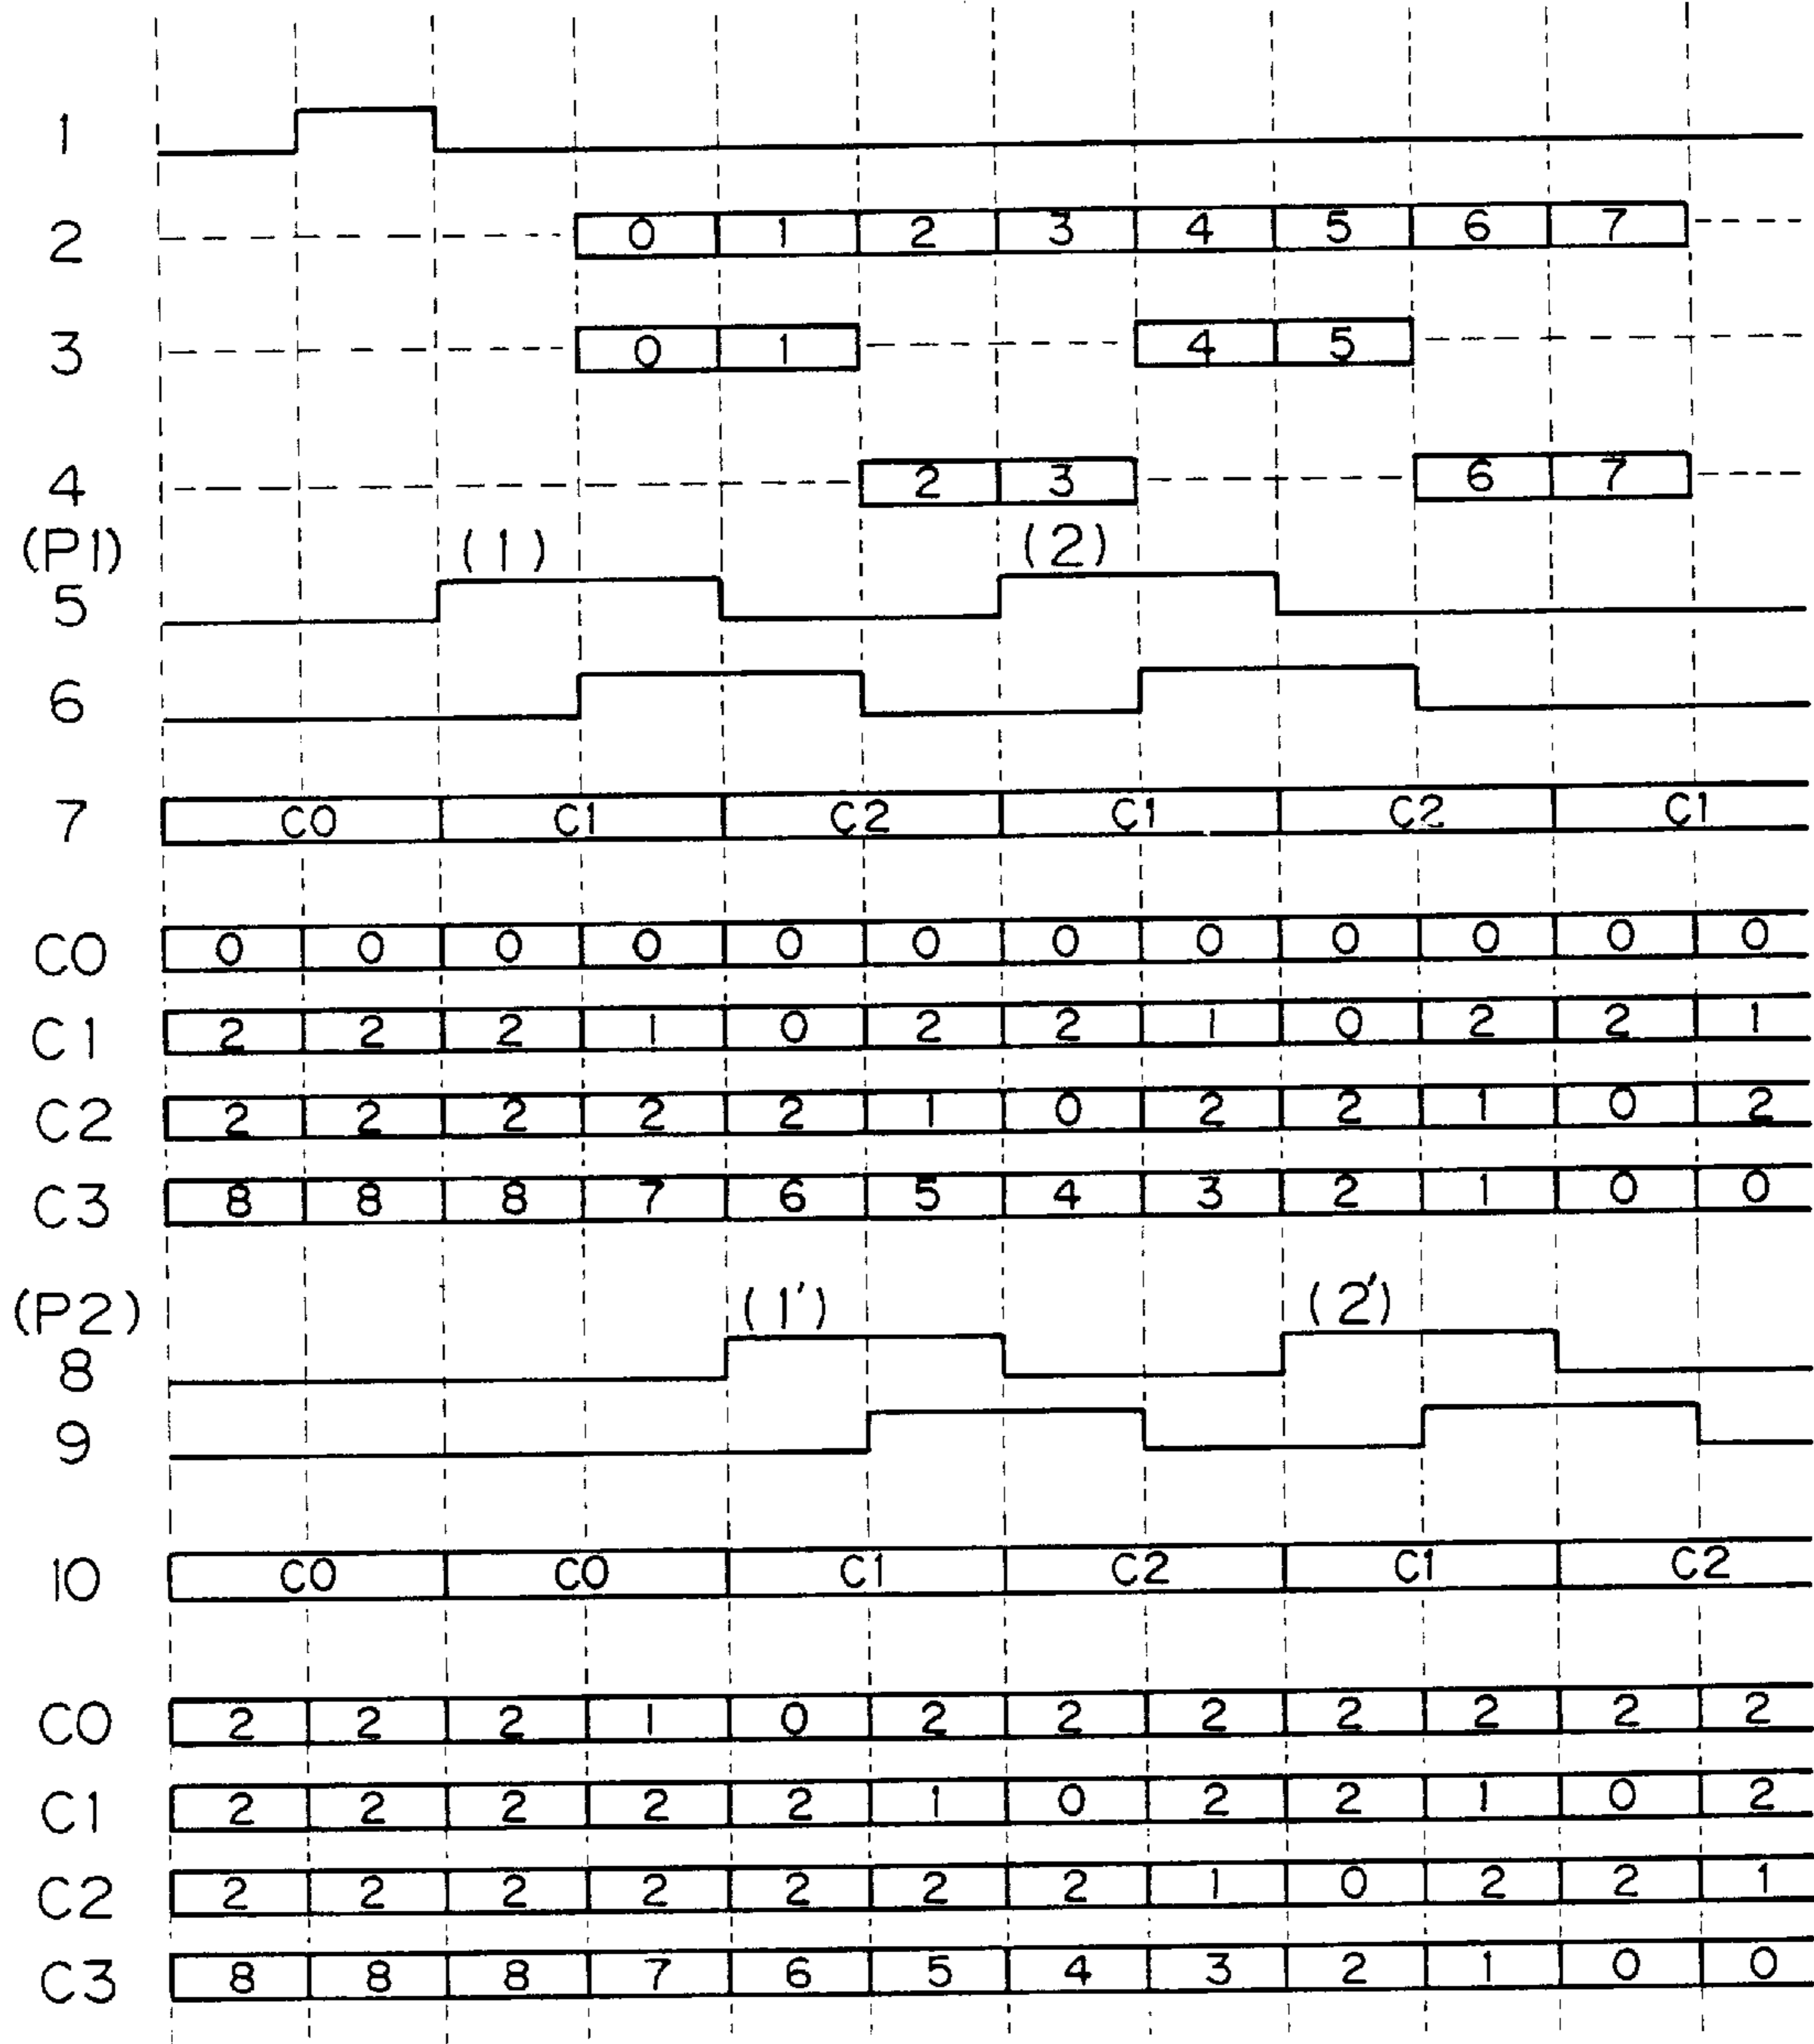 1
2 0 1 2 3 4 5 6 7
3 0 1 4 5
4 2 3 6 7
(P1) (1) (2)
5
6
7 C0 C1 C2 C1 C2 C1
C0 0 0 0 0 0 0 0 0 0 0 0 0
C1 2 2 2 1 0 2 2 1 0 2 2 1
C2 2 2 2 2 2 1 0 2 2 1 0 2
C3 8 8 8 7 6 5 4 3 2 1 0 0
(P2) (1') (2')
8
9
10 C0 C0 C1 C2 C1 C2
C0 2 2 2 1 0 2 2 2 2 2 2 2
C1 2 2 2 2 2 1 0 2 2 1 0 2
C2 2 2 2 2 2 2 2 1 0 2 2 1
C3 8 8 8 7 6 5 4 3 2 1 0 0